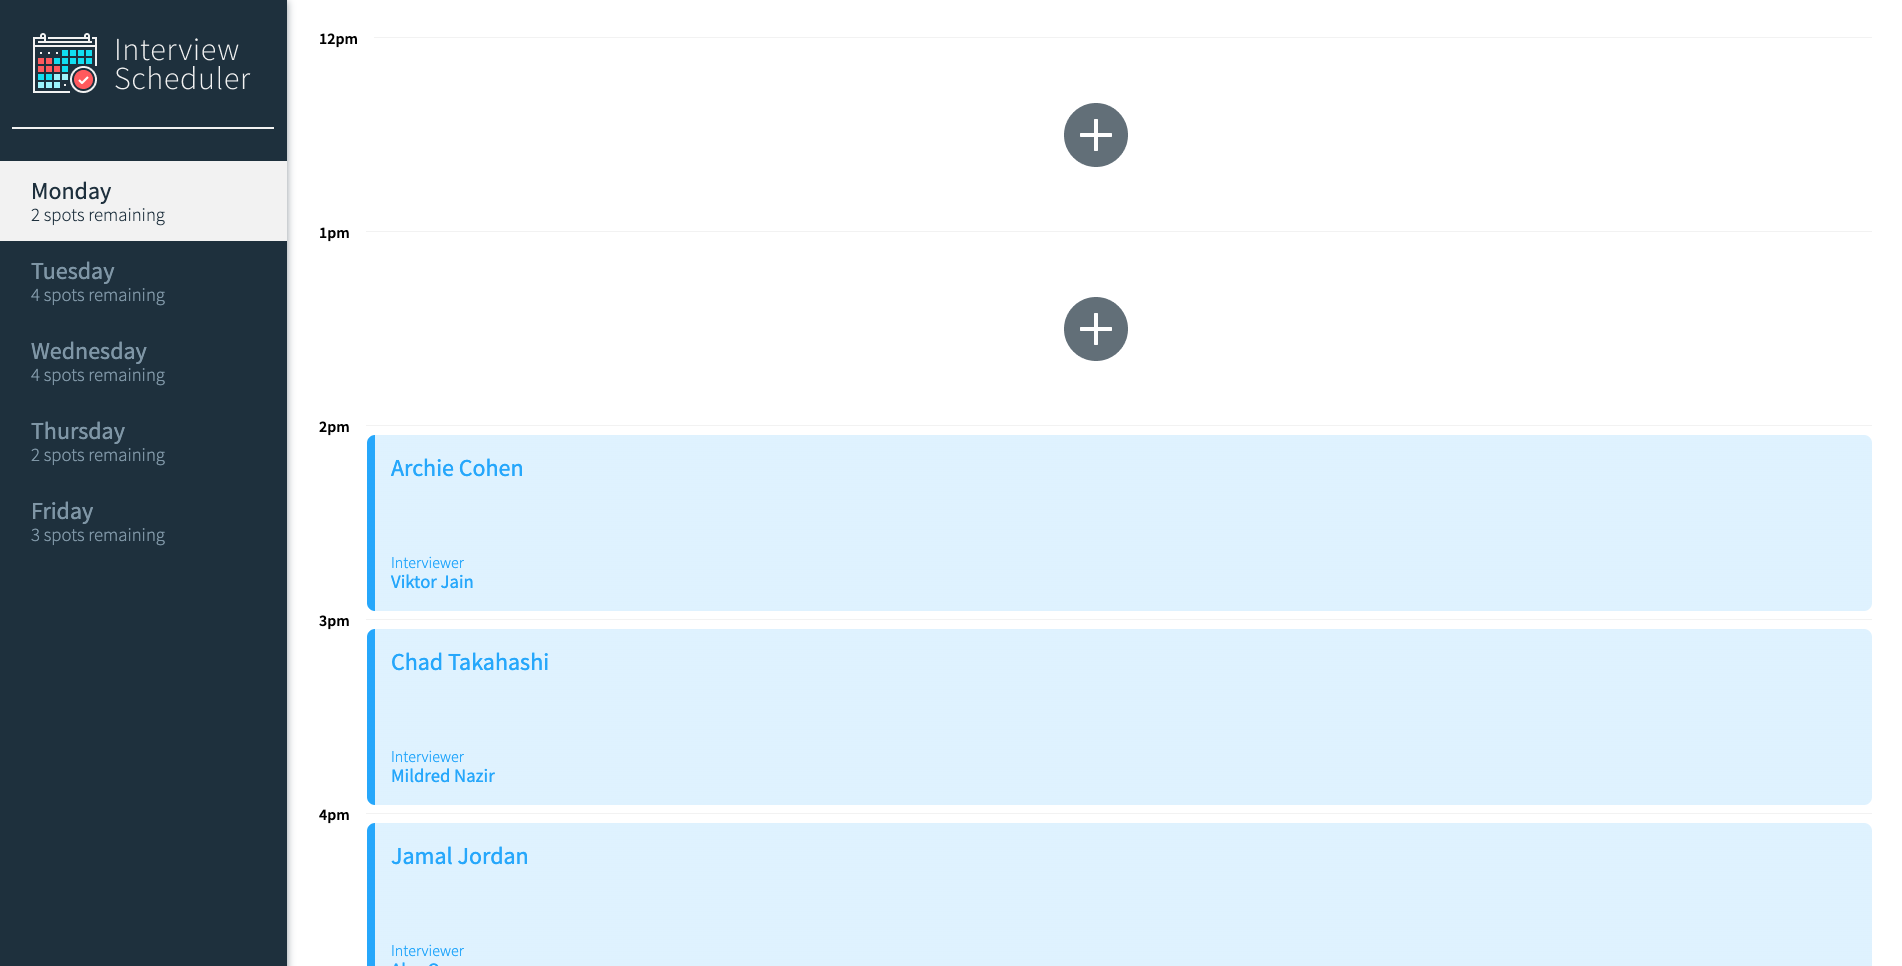 Interview
Scheduler
Monday
2 spots remaining
Tuesday
4 spots remaining
Wednesday
4 spots remaining
Thursday
2 spots remaining
Friday
3 spots remaining
12pm
1pm
2pm
Archie Cohen
Interviewer
Viktor Jain
3pm
Chad Takahashi
Interviewer
Mildred Nazir
4pm
Jamal Jordan
Interviewer